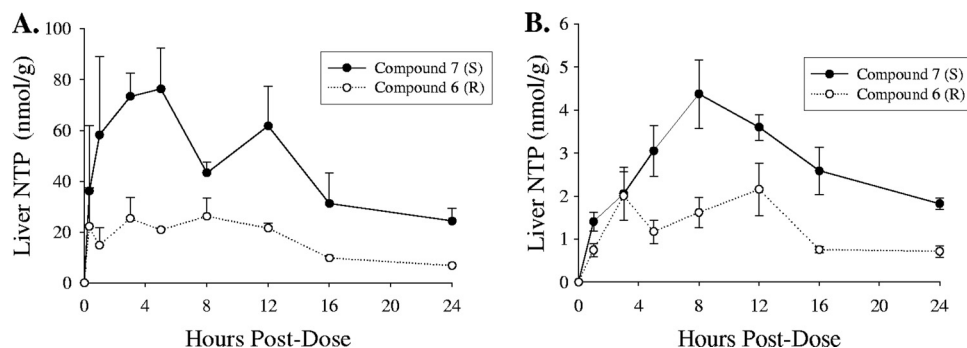 A.
100
80
60
40
20
0
Liver NTP (nmol/g)
Compound 7 (S)
Compound 6 (R)
0 4 8 12 16 20 24
Hours Post-Dose
B.
6
5
4
3
2
1
0
Liver NTP (nmol/g)
Compound 7 (S)
Compound 6 (R)
0 4 8 12 16 20 24
Hours Post-Dose